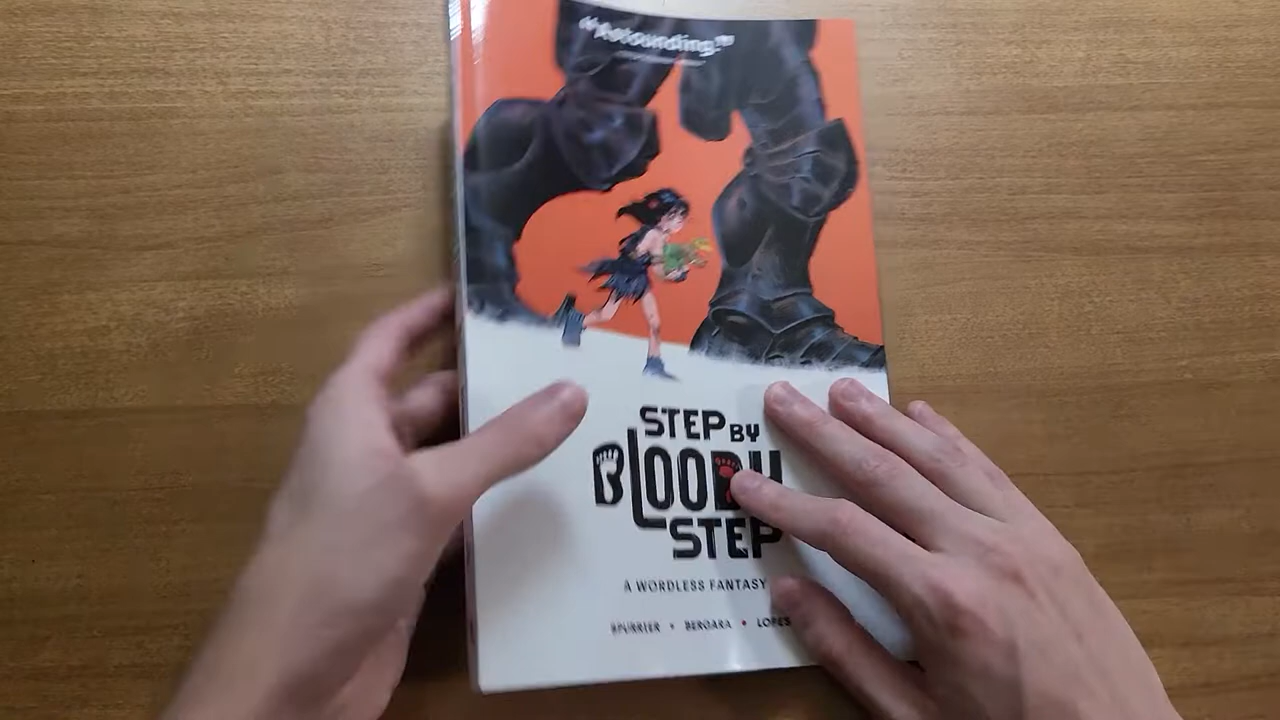 "Astounding."
STEP BY
BLOODY
STEP
A WORDLESS FANTASY
SPURRIER • BERGARA • LOPES